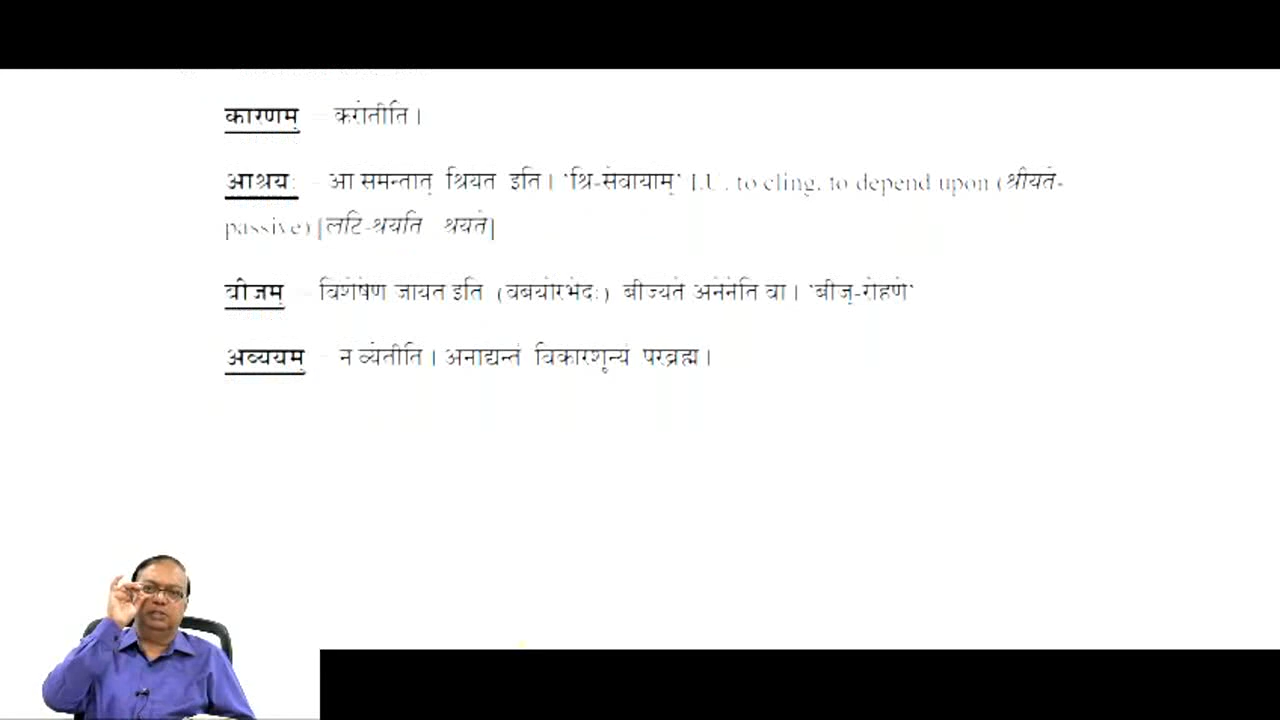 कारणम् – करोतीति ।
आश्रयः – आ समन्तात् श्रियत इति । 'श्रि-सेवायाम्' I.U. to cling, to depend upon (श्रीयते-
passive) [लटि-श्रयति श्रयते]
बीजम् – विशेषेण जायत इति (वबयोरभेदः) बीज्यते अनेनेति वा । 'बीज्-रोहणे'
अव्ययम् – न व्येतीति । अनाद्यन्तं विकारशून्यं परब्रह्म ।